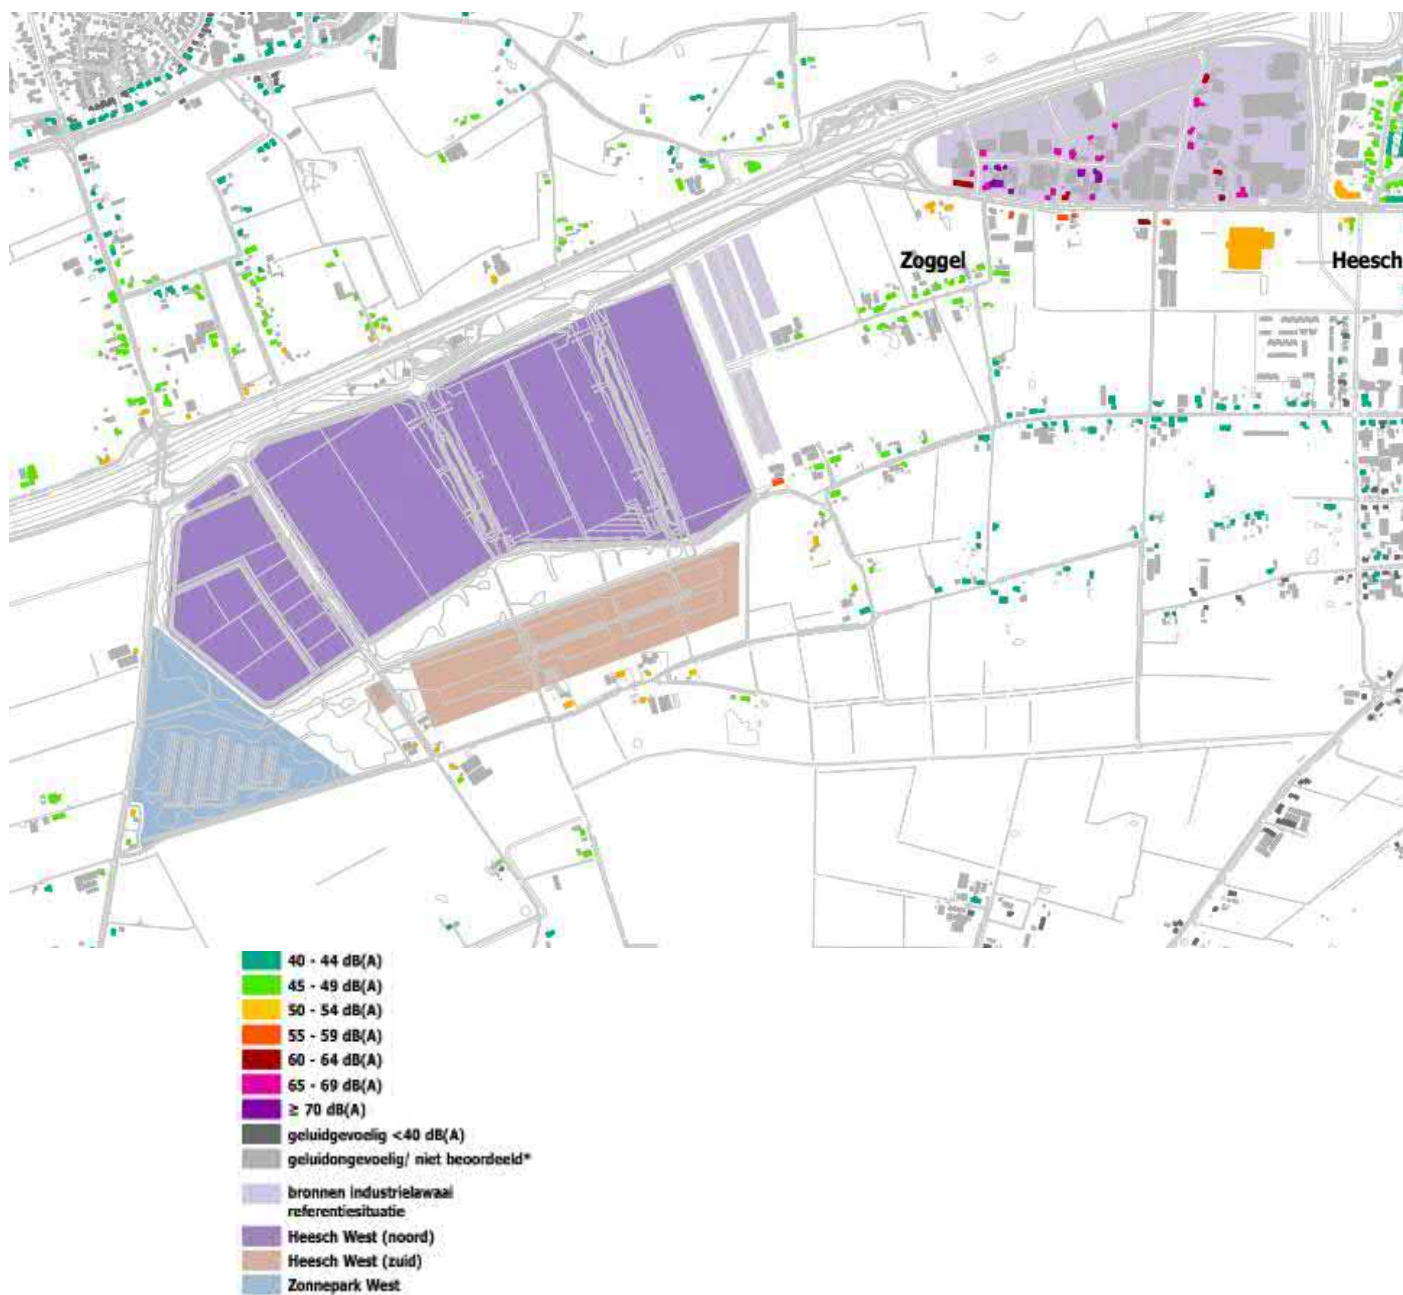 Zoggel
Heesch
40 - 44 dB(A)
45 - 49 dB(A)
50 - 54 dB(A)
55 - 59 dB(A)
60 - 64 dB(A)
65 - 69 dB(A)
≥ 70 dB(A)
geluidgevoelig <40 dB(A)
geluidongevoelig/ niet beoordeeld*
bronnen industrielawaai
referentiesituatie
Heesch West (noord)
Heesch West (zuid)
Zonnepark West